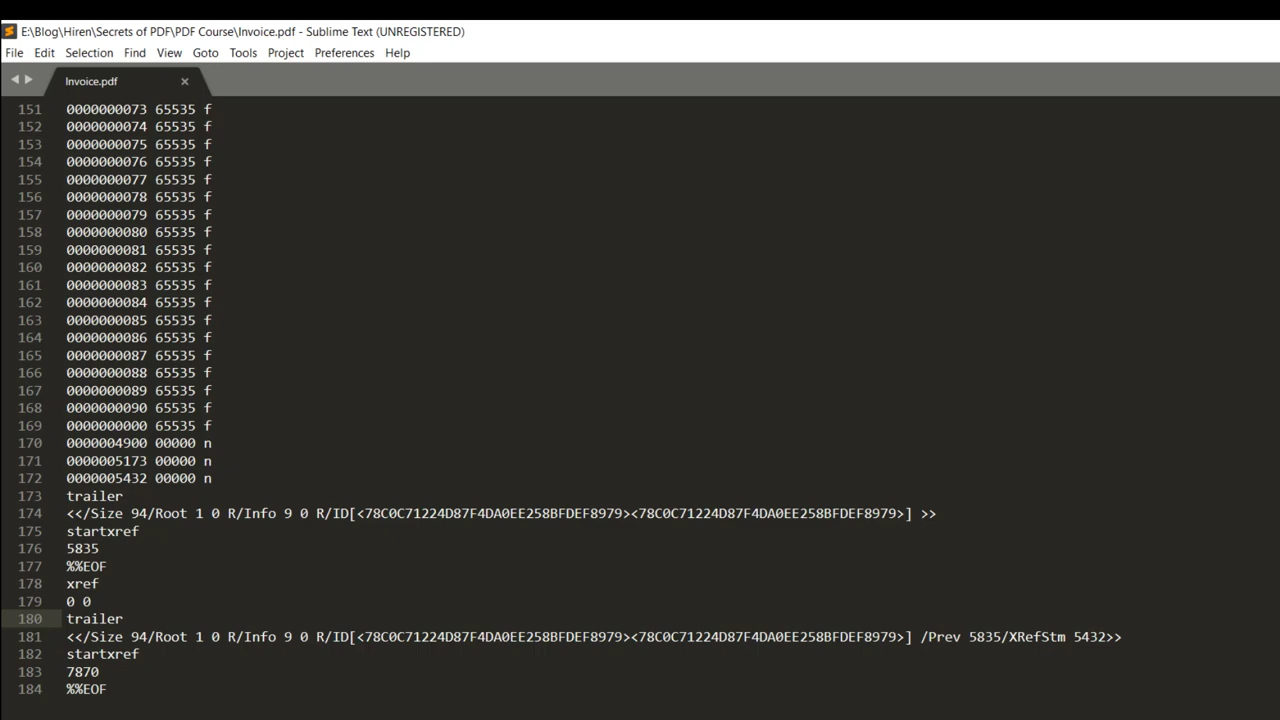 E:\Blog\Hiren\Secrets of PDF\PDF Course\Invoice.pdf - Sublime Text (UNREGISTERED)
File Edit Selection Find View Goto Tools Project Preferences Help
Invoice.pdf ×
151 0000000073 65535 f
152 0000000074 65535 f
153 0000000075 65535 f
154 0000000076 65535 f
155 0000000077 65535 f
156 0000000078 65535 f
157 0000000079 65535 f
158 0000000080 65535 f
159 0000000081 65535 f
160 0000000082 65535 f
161 0000000083 65535 f
162 0000000084 65535 f
163 0000000085 65535 f
164 0000000086 65535 f
165 0000000087 65535 f
166 0000000088 65535 f
167 0000000089 65535 f
168 0000000090 65535 f
169 0000000000 65535 f
170 0000004900 00000 n
171 0000005173 00000 n
172 0000005432 00000 n
173 trailer
174 <</Size 94/Root 1 0 R/Info 9 0 R/ID[<78C0C71224D87F4DA0EE258BFDEF8979><78C0C71224D87F4DA0EE258BFDEF8979>] >>
175 startxref
176 5835
177 %%EOF
178 xref
179 0 0
180 trailer
181 <</Size 94/Root 1 0 R/Info 9 0 R/ID[<78C0C71224D87F4DA0EE258BFDEF8979><78C0C71224D87F4DA0EE258BFDEF8979>] /Prev 5835/XRefStm 5432>>
182 startxref
183 7870
184 %%EOF